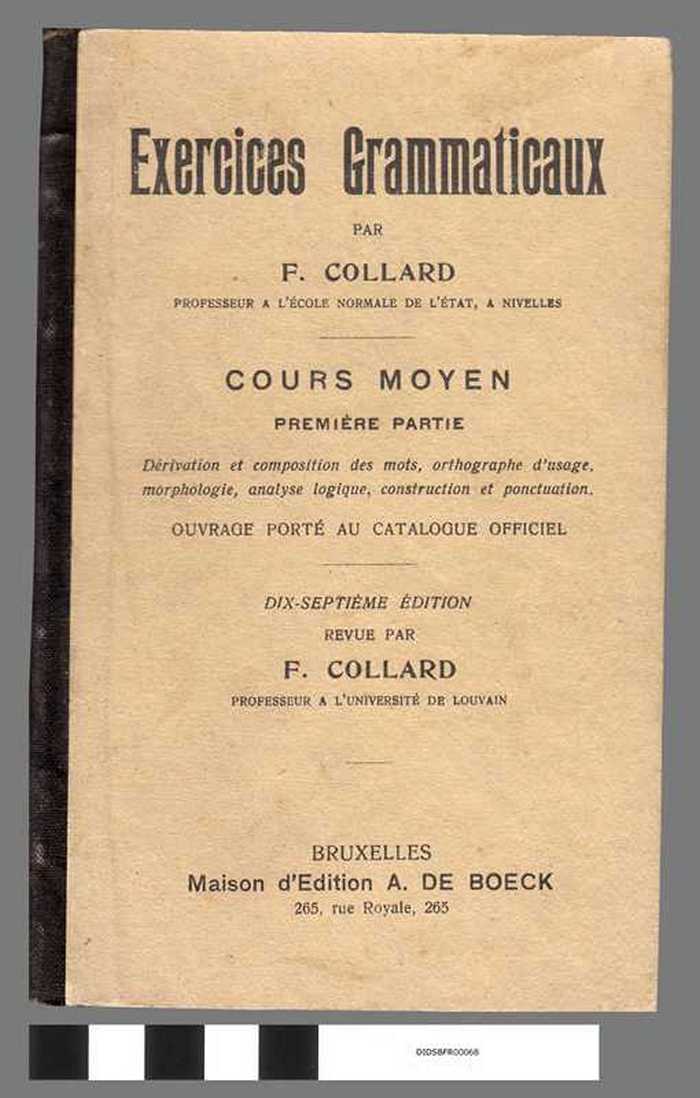 Exercices Grammaticaux
PAR
F. COLLARD
PROFESSEUR A L'ÉCOLE NORMALE DE L'ÉTAT, A NIVELLES
COURS MOYEN
PREMIÈRE PARTIE
Dérivation et composition des mots, orthographe d'usage,
morphologie, analyse logique, construction et ponctuation.
OUVRAGE PORTÉ AU CATALOGUE OFFICIEL
DIX-SEPTIÈME ÉDITION
REVUE PAR
F. COLLARD
PROFESSEUR A L'UNIVERSITÉ DE LOUVAIN
BRUXELLES
Maison d'Edition A. DE BOECK
265, rue Royale, 265
DIDSBFR00068